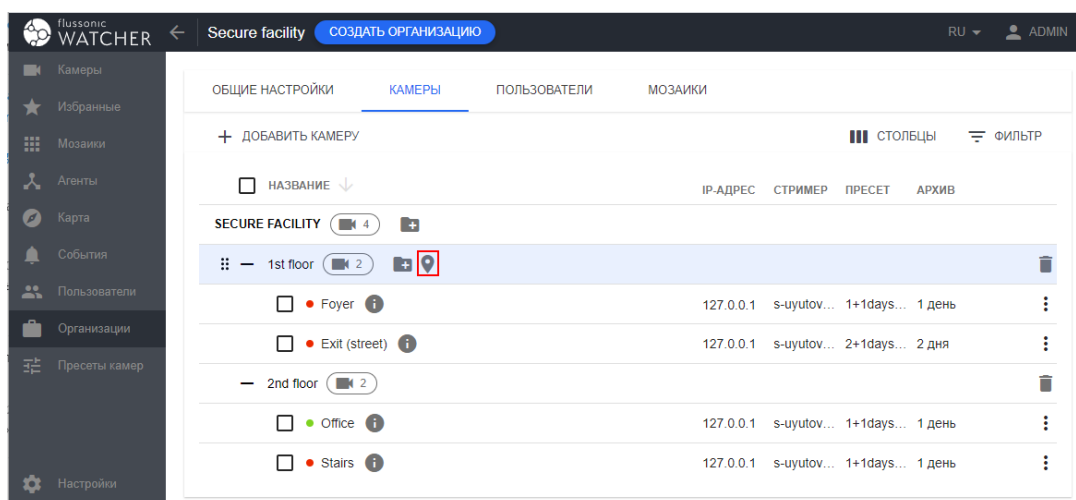 flussonic
WATCHER
Secure facility СОЗДАТЬ ОРГАНИЗАЦИЮ RU ADMIN
Камеры
Избранные
Мозаики
Агенты
Карта
События
Пользователи
Организации
Пресеты камер
Настройки
ОБЩИЕ НАСТРОЙКИ КАМЕРЫ ПОЛЬЗОВАТЕЛИ МОЗАИКИ
+ ДОБАВИТЬ КАМЕРУ СТОЛБЦЫ ФИЛЬТР
НАЗВАНИЕ IP-АДРЕС СТРИМЕР ПРЕСЕТ АРХИВ
SECURE FACILITY 4
1st floor 2
Foyer 127.0.0.1 s-uyutov... 1+1days... 1 день
Exit (street) 127.0.0.1 s-uyutov... 2+1days... 2 дня
2nd floor 2
Office 127.0.0.1 s-uyutov... 1+1days... 1 день
Stairs 127.0.0.1 s-uyutov... 1+1days... 1 день